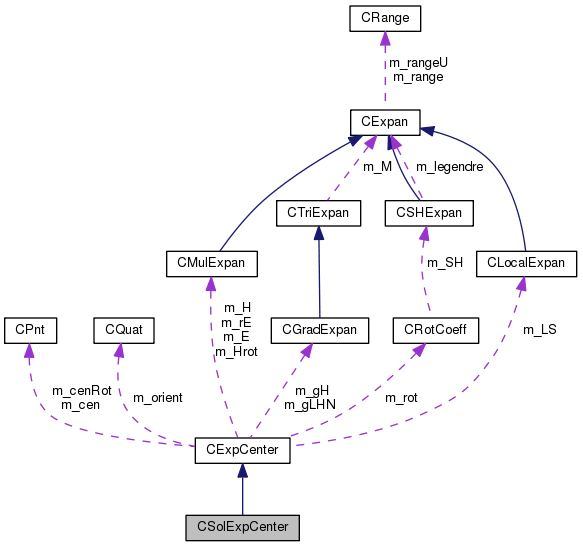 CRange
m_rangeU
m_range
CExpan
m_M
m_legendre
CTriExpan
CSHExpan
CMulExpan
m_SH
CLocalExpan
m_H
m_rE
m_E
m_Hrot
CPnt
CQuat
CGradExpan
CRotCoeff
m_LS
m_cenRot
m_cen
m_orient
m_gH
m_gLHN
m_rot
CExpCenter
CSolExpCenter